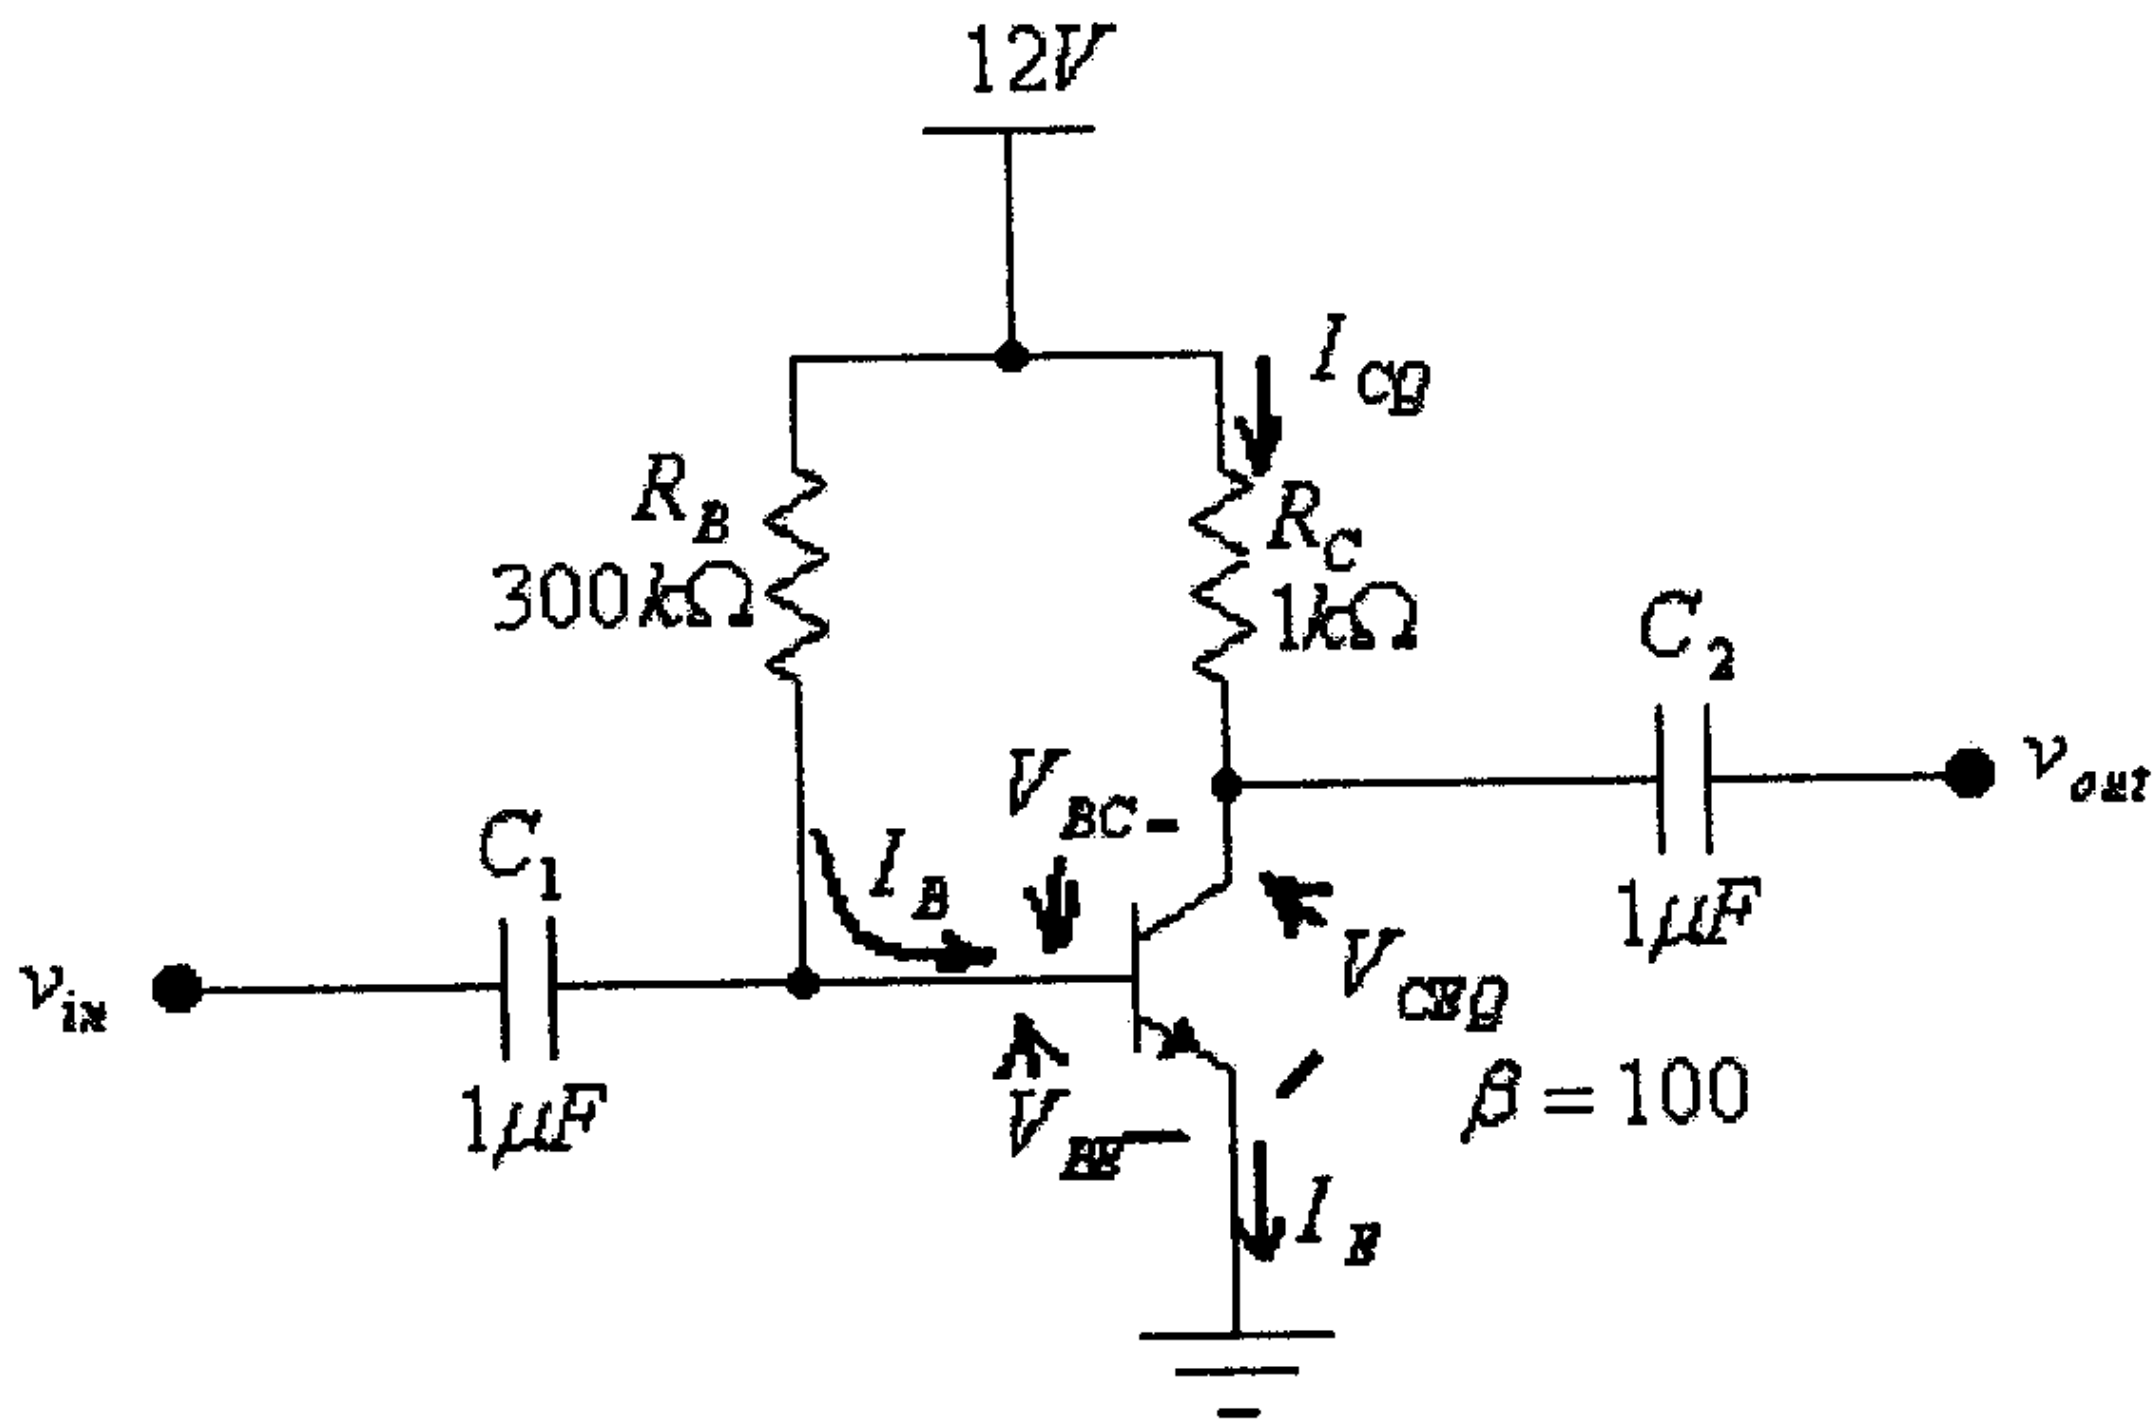 12V
I_CQ
R_B
300kΩ
R_C
1kΩ
C_2
1μF
v_out
V_BC -
C_1
1μF
I_B
v_in
V_CEQ
β = 100
V_BE
I_E